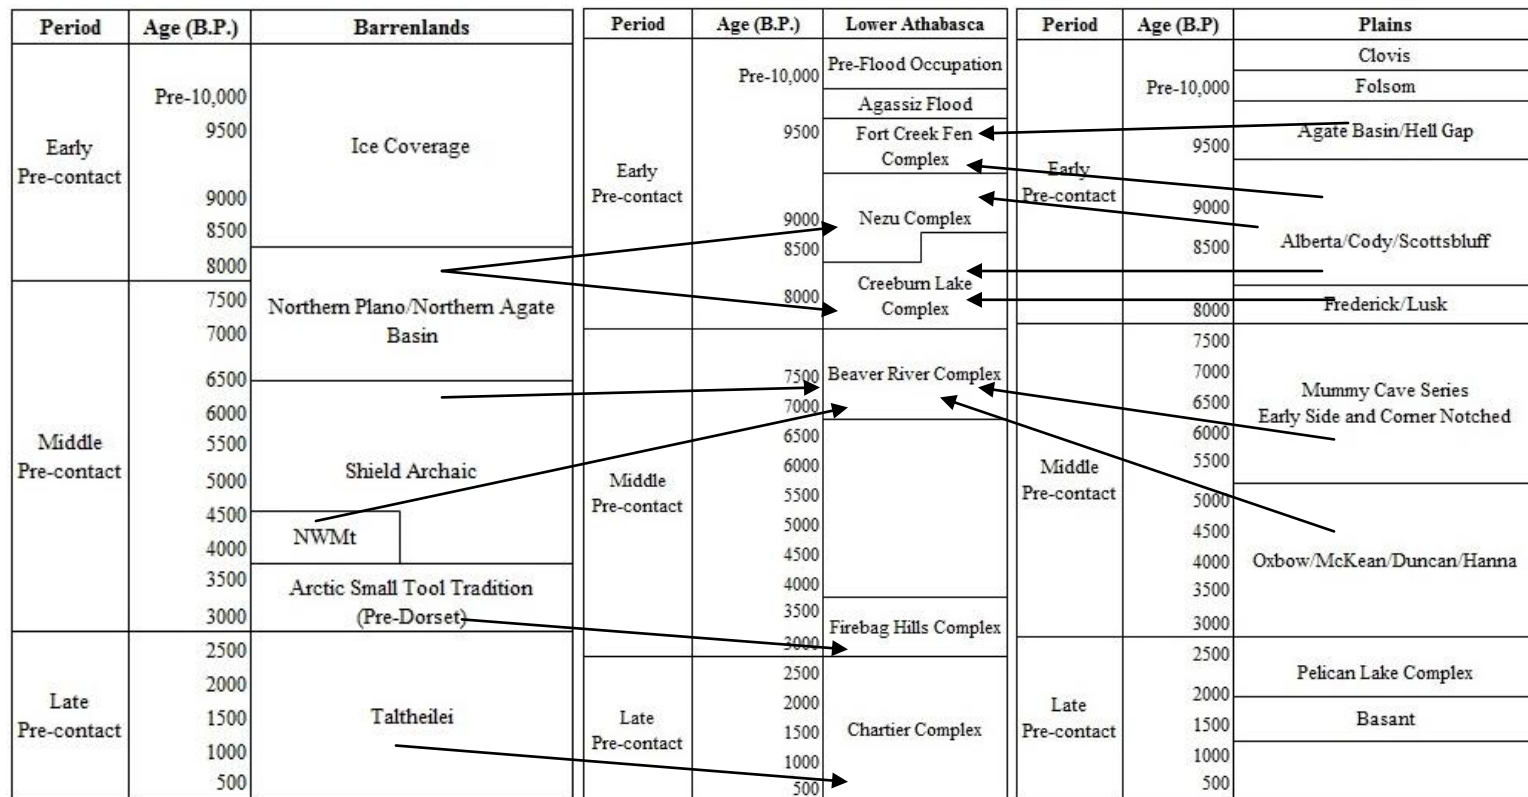 Period
Age (B.P.)
Barrenlands
Early
Pre-contact
Pre-10,000
9500
9000
8500
8000
Ice Coverage
Middle
Pre-contact
7500
7000
6500
6000
5500
5000
4500
4000
3500
3000
Northern Plano/Northern Agate
Basin
Shield Archaic
NWMt
Arctic Small Tool Tradition
(Pre-Dorset)
Late
Pre-contact
2500
2000
1500
1000
500
Taltheilei
Period
Age (B.P.)
Lower Athabasca
Early
Pre-contact
Pre-10,000
9500
9000
8500
8000
Pre-Flood Occupation
Agassiz Flood
Fort Creek Fen
Complex
Nezu Complex
Creeburn Lake
Complex
Middle
Pre-contact
7500
7000
6500
6000
5500
5000
4500
4000
3500
3000
Beaver River Complex
Firebag Hills Complex
Late
Pre-contact
2500
2000
1500
1000
500
Chartier Complex
Period
Age (B.P)
Plains
Early
Pre-contact
Pre-10,000
9500
9000
8500
8000
Clovis
Folsom
Agate Basin/Hell Gap
Alberta/Cody/Scottsbluff
Frederick/Lusk
Middle
Pre-contact
7500
7000
6500
6000
5500
5000
4500
4000
3500
3000
Mummy Cave Series
Early Side and Corner Notched
Oxbow/McKean/Duncan/Hanna
Late
Pre-contact
2500
2000
1500
1000
500
Pelican Lake Complex
Basant